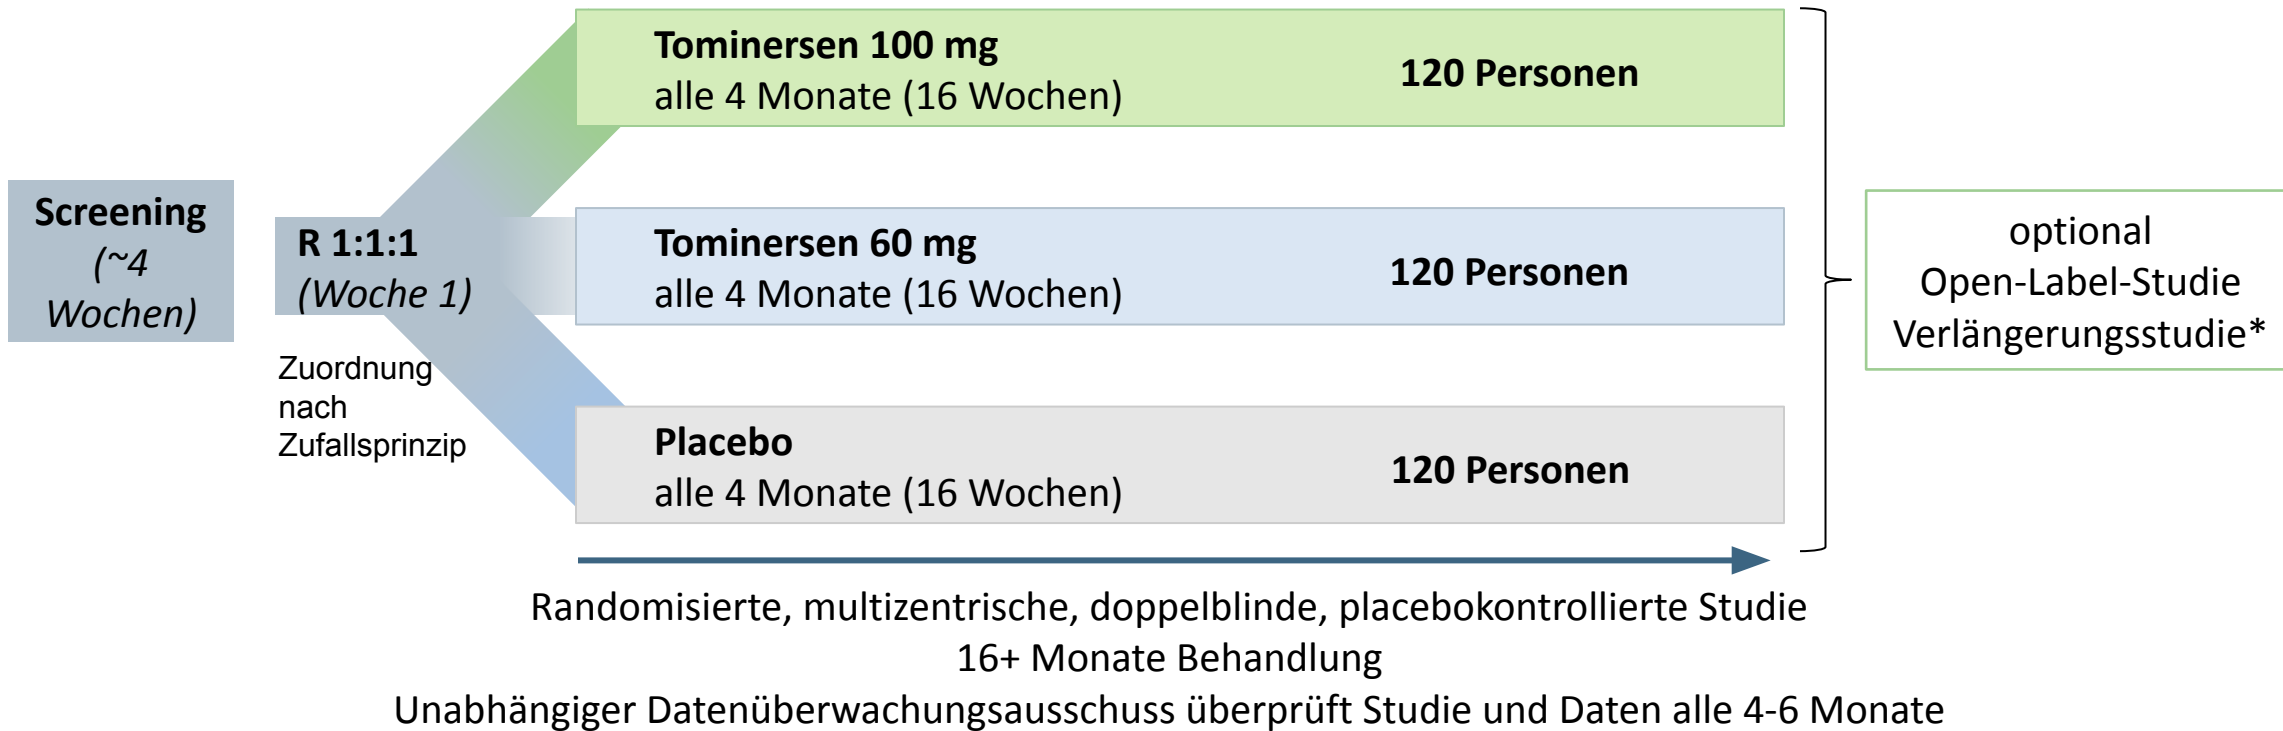 Screening
(~4
Wochen)
R 1:1:1
(Woche 1)
Zuordnung
nach
Zufallsprinzip
Tominersen 100 mg
alle 4 Monate (16 Wochen)
120 Personen
Tominersen 60 mg
alle 4 Monate (16 Wochen)
120 Personen
Placebo
alle 4 Monate (16 Wochen)
120 Personen
optional
Open-Label-Studie
Verlängerungsstudie*
Randomisierte, multizentrische, doppelblinde, placebokontrollierte Studie
16+ Monate Behandlung
Unabhängiger Datenüberwachungsausschuss überprüft Studie und Daten alle 4-6 Monate